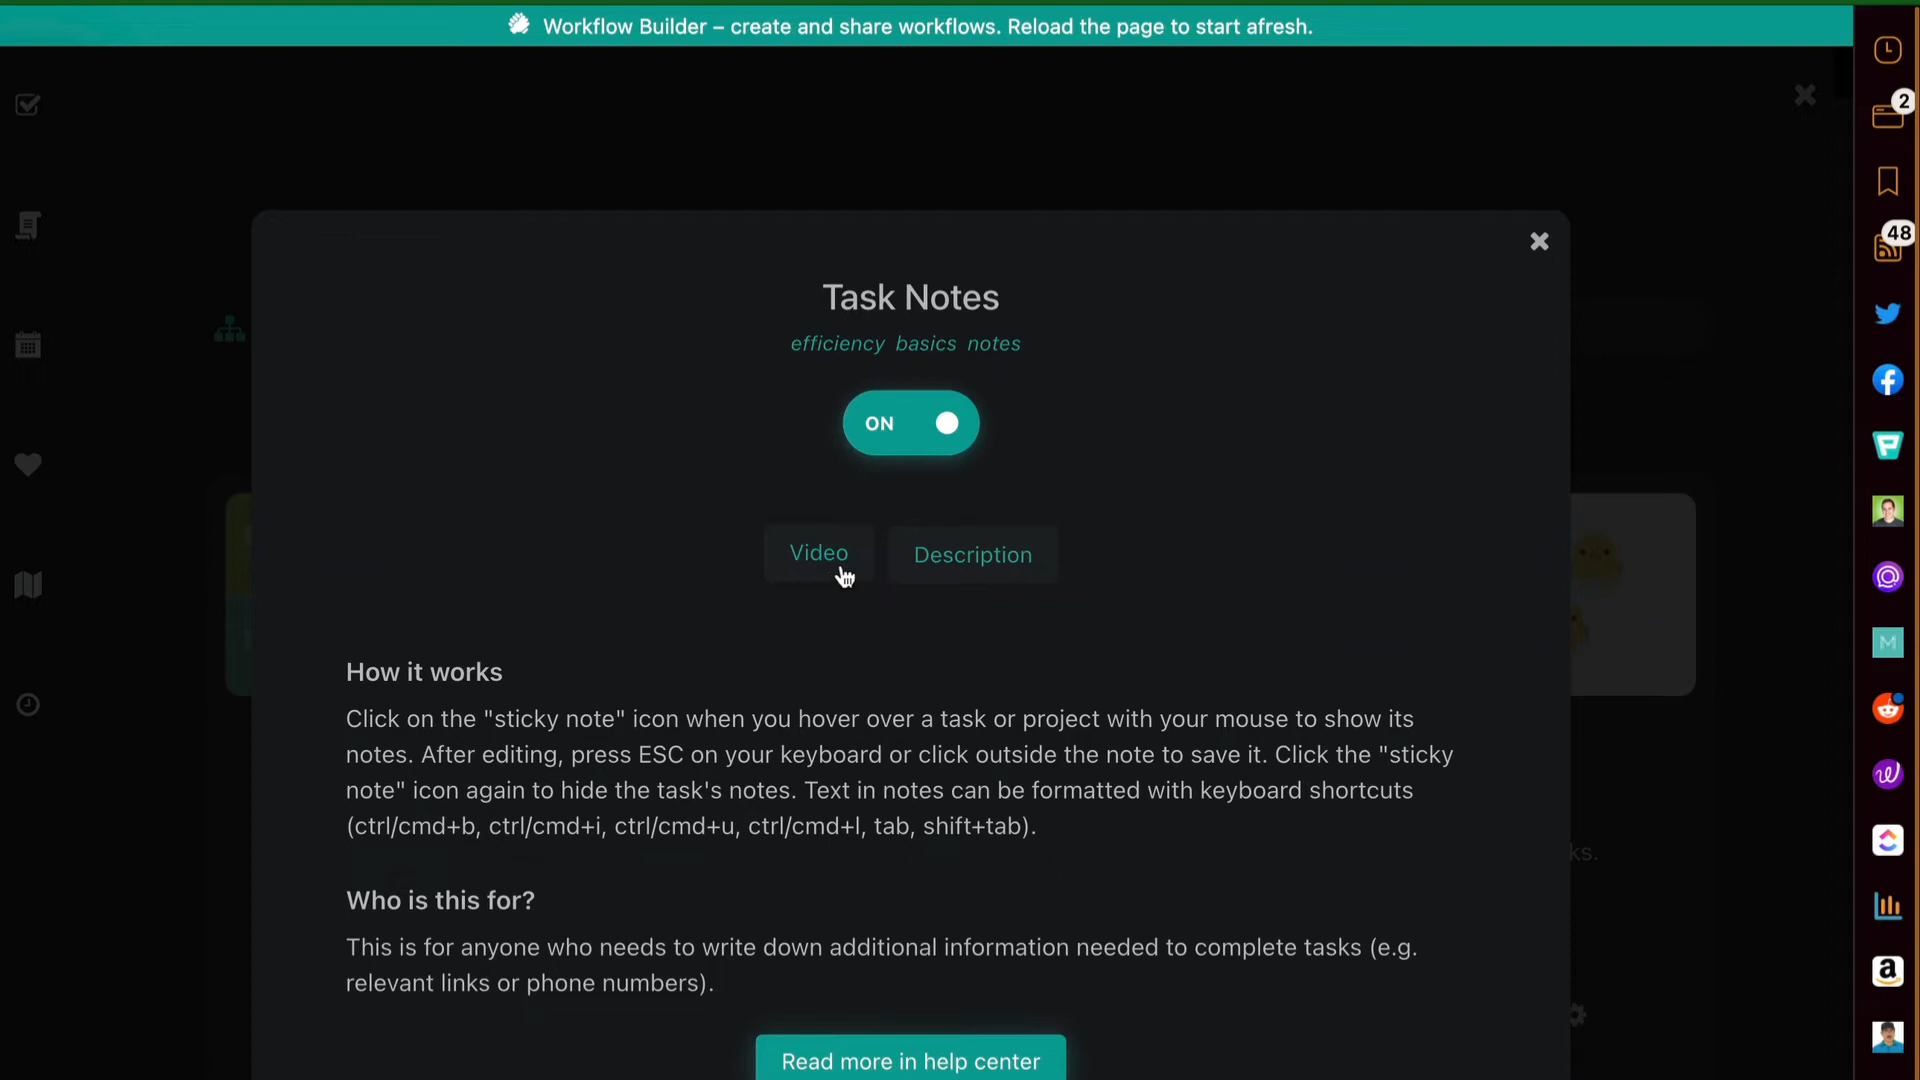 Workflow Builder – create and share workflows. Reload the page to start afresh.
2
48
Task Notes
efficiency basics notes
ON
Video
Description
How it works
Click on the "sticky note" icon when you hover over a task or project with your mouse to show its
notes. After editing, press ESC on your keyboard or click outside the note to save it. Click the "sticky
note" icon again to hide the task's notes. Text in notes can be formatted with keyboard shortcuts
(ctrl/cmd+b, ctrl/cmd+i, ctrl/cmd+u, ctrl/cmd+l, tab, shift+tab).
ks.
Who is this for?
This is for anyone who needs to write down additional information needed to complete tasks (e.g.
relevant links or phone numbers).
Read more in help center